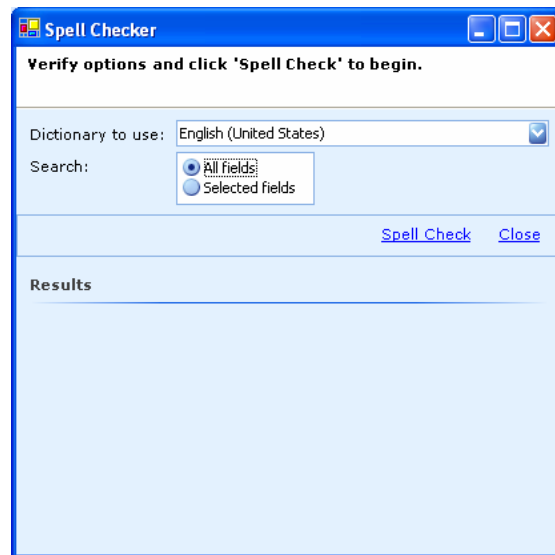 Spell Checker
Verify options and click 'Spell Check' to begin.
Dictionary to use: English (United States)
Search: All fields
Selected fields
Spell Check Close
Results